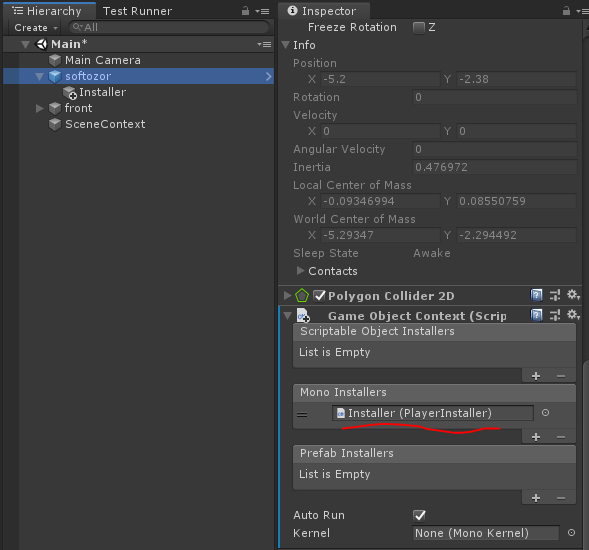 Hierarchy
Test Runner
Create
All
Main*
Main Camera
softozor
Installer
front
SceneContext
Inspector
Freeze Rotation Z
Info
Position
X -5.2 Y -2.38
Rotation 0
Velocity
X 0 Y 0
Angular Velocity 0
Inertia 0.476972
Local Center of Mass
X -0.09346994 Y 0.08550759
World Center of Mass
X -5.29347 Y -2.294492
Sleep State Awake
Contacts
Polygon Collider 2D
Game Object Context (Scrip
Scriptable Object Installers
List is Empty
+ −
Mono Installers
Installer (PlayerInstaller)
+ −
Prefab Installers
List is Empty
+ −
Auto Run
Kernel None (Mono Kernel)